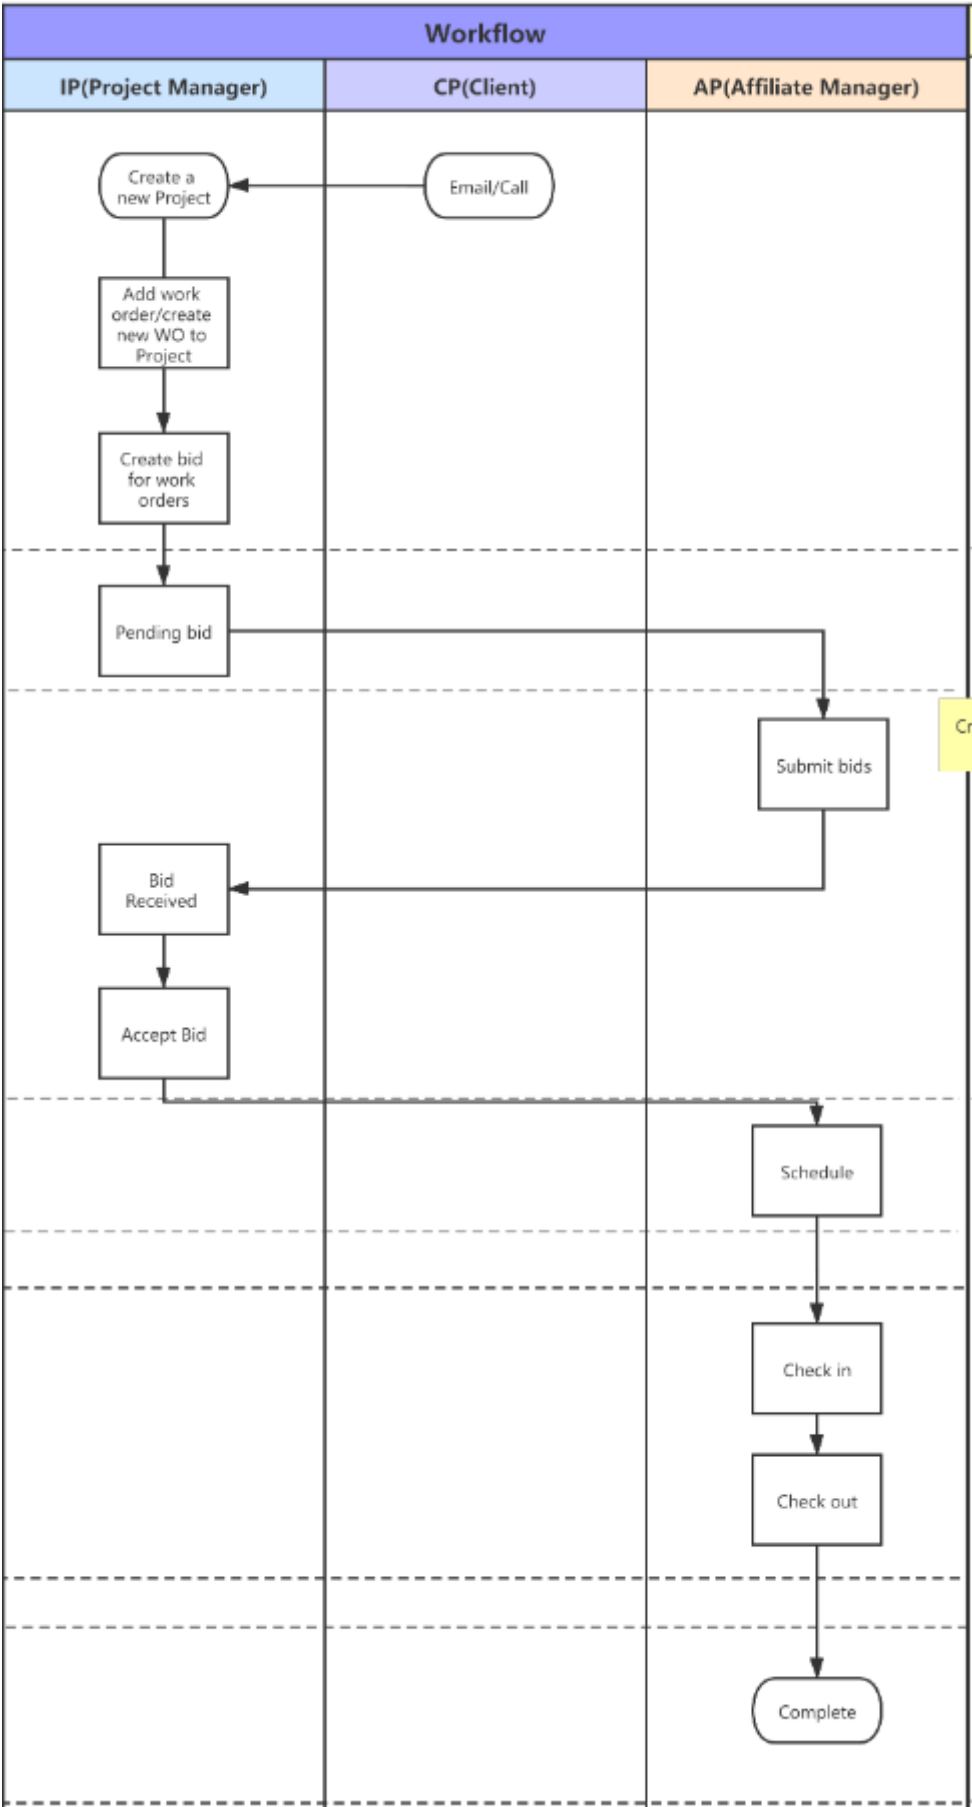 Workflow
IP(Project Manager)
CP(Client)
AP(Affiliate Manager)
Create a
new Project
Email/Call
Add work
order/create
new WO to
Project
Create bid
for work
orders
Pending bid
Submit bids
Cr
Bid
Received
Accept Bid
Schedule
Check in
Check out
Complete